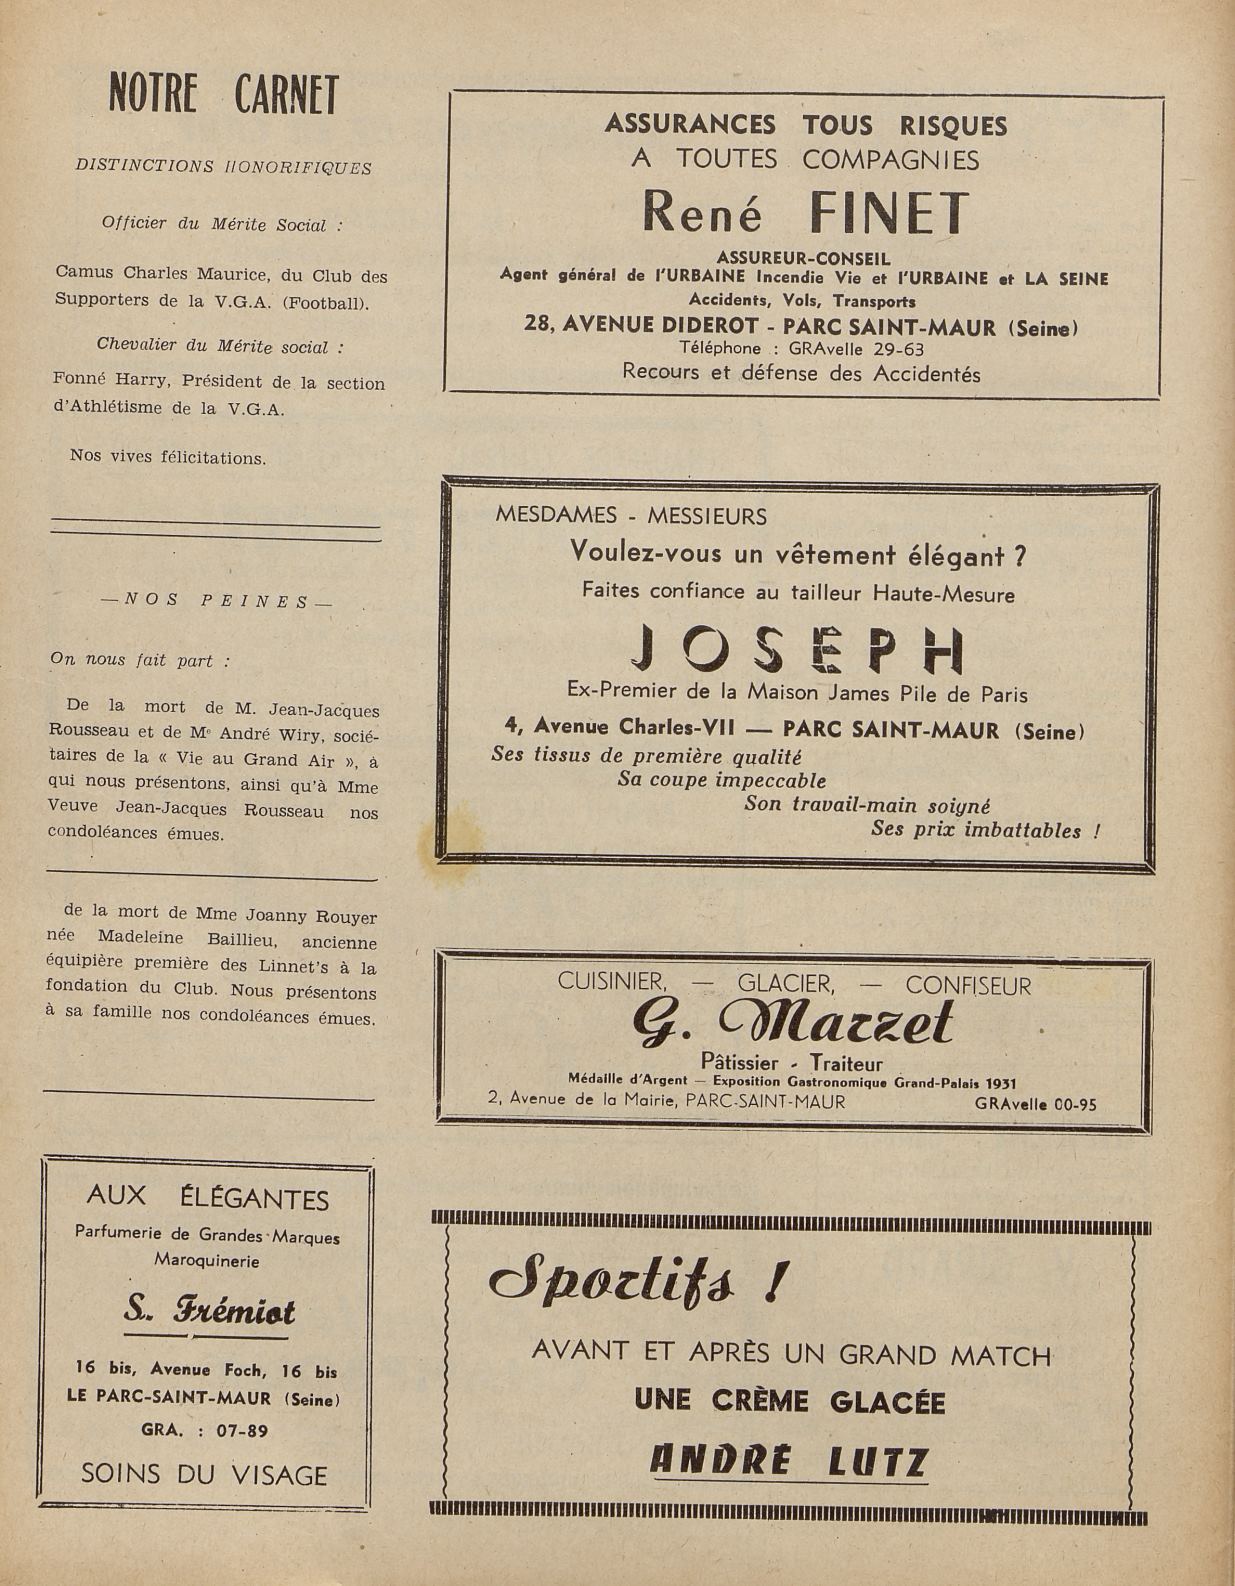 NOTRE CARNET
DISTINCTIONS HONORIFIQUES
Officier du Mérite Social :
Camus Charles Maurice, du Club des
Supporters de la V.G.A. (Football).
Chevalier du Mérite social :
Fonné Harry, Président de la section
d'Athlétisme de la V.G.A.
Nos vives félicitations.
—NOS PEINES—
On nous fait part :
De la mort de M. Jean-Jacques
Rousseau et de Me André Wiry, socié-
taires de la « Vie au Grand Air », à
qui nous présentons, ainsi qu'à Mme
Veuve Jean-Jacques Rousseau nos
condoléances émues.
de la mort de Mme Joanny Rouyer
née Madeleine Baillieu, ancienne
équipière première des Linnet's à la
fondation du Club. Nous présentons
à sa famille nos condoléances émues.
AUX ÉLÉGANTES
Parfumerie de Grandes Marques
Maroquinerie
S. Frémiot
16 bis, Avenue Foch, 16 bis
LE PARC-SAINT-MAUR (Seine)
GRA. : 07-89
SOINS DU VISAGE
ASSURANCES TOUS RISQUES
A TOUTES COMPAGNIES
René FINET
ASSUREUR-CONSEIL
Agent général de l'URBAINE Incendie Vie et l'URBAINE et LA SEINE
Accidents, Vols, Transports
28, AVENUE DIDEROT - PARC SAINT-MAUR (Seine)
Téléphone : GRAvelle 29-63
Recours et défense des Accidentés
MESDAMES - MESSIEURS
Voulez-vous un vêtement élégant ?
Faites confiance au tailleur Haute-Mesure
JOSEPH
Ex-Premier de la Maison James Pile de Paris
4, Avenue Charles-VII — PARC SAINT-MAUR (Seine)
Ses tissus de première qualité
Sa coupe impeccable
Son travail-main soigné
Ses prix imbattables !
CUISINIER, — GLACIER, — CONFISEUR
G. Marzet
Pâtissier - Traiteur
Médaille d'Argent — Exposition Gastronomique Grand-Palais 1931
2, Avenue de la Mairie, PARC-SAINT-MAUR GRAvelle 00-95
Sportifs !
AVANT ET APRÈS UN GRAND MATCH
UNE CRÈME GLACÉE
ANDRÉ LUTZ